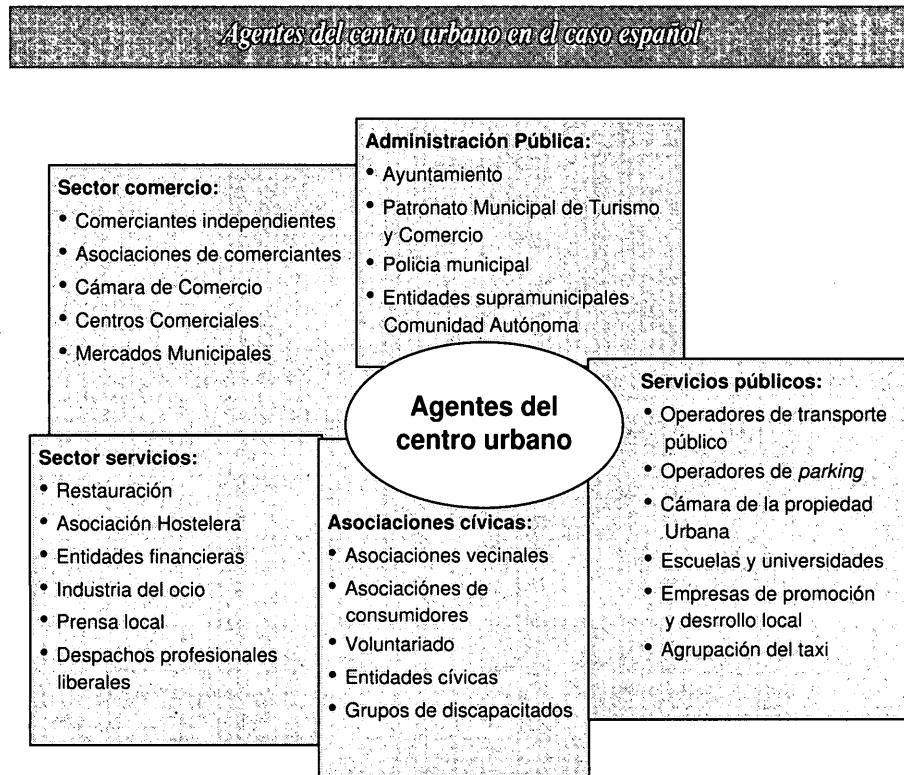 Agentes del centro urbano en el caso español
Administración Pública:
• Ayuntamiento
• Patronato Municipal de Turismo
y Comercio
• Policia municipal
• Entidades supramunicipales
Comunidad Autónoma
Sector comercio:
• Comerciantes independientes
• Asociaciones de comerciantes
• Cámara de Comercio
• Centros Comerciales
• Mercados Municipales
Agentes del
centro urbano
Servicios públicos:
• Operadores de transporte
público
• Operadores de parking
• Cámara de la propiedad
Urbana
• Escuelas y universidades
• Empresas de promoción
y desrrollo local
• Agrupación del taxi
Sector servicios:
• Restauración
• Asociación Hostelera
• Entidades financieras
• Industria del ocio
• Prensa local
• Despachos profesionales
liberales
Asociaciones cívicas:
• Asociaciones vecinales
• Asociaciónes de
consumidores
• Voluntariado
• Entidades cívicas
• Grupos de discapacitados